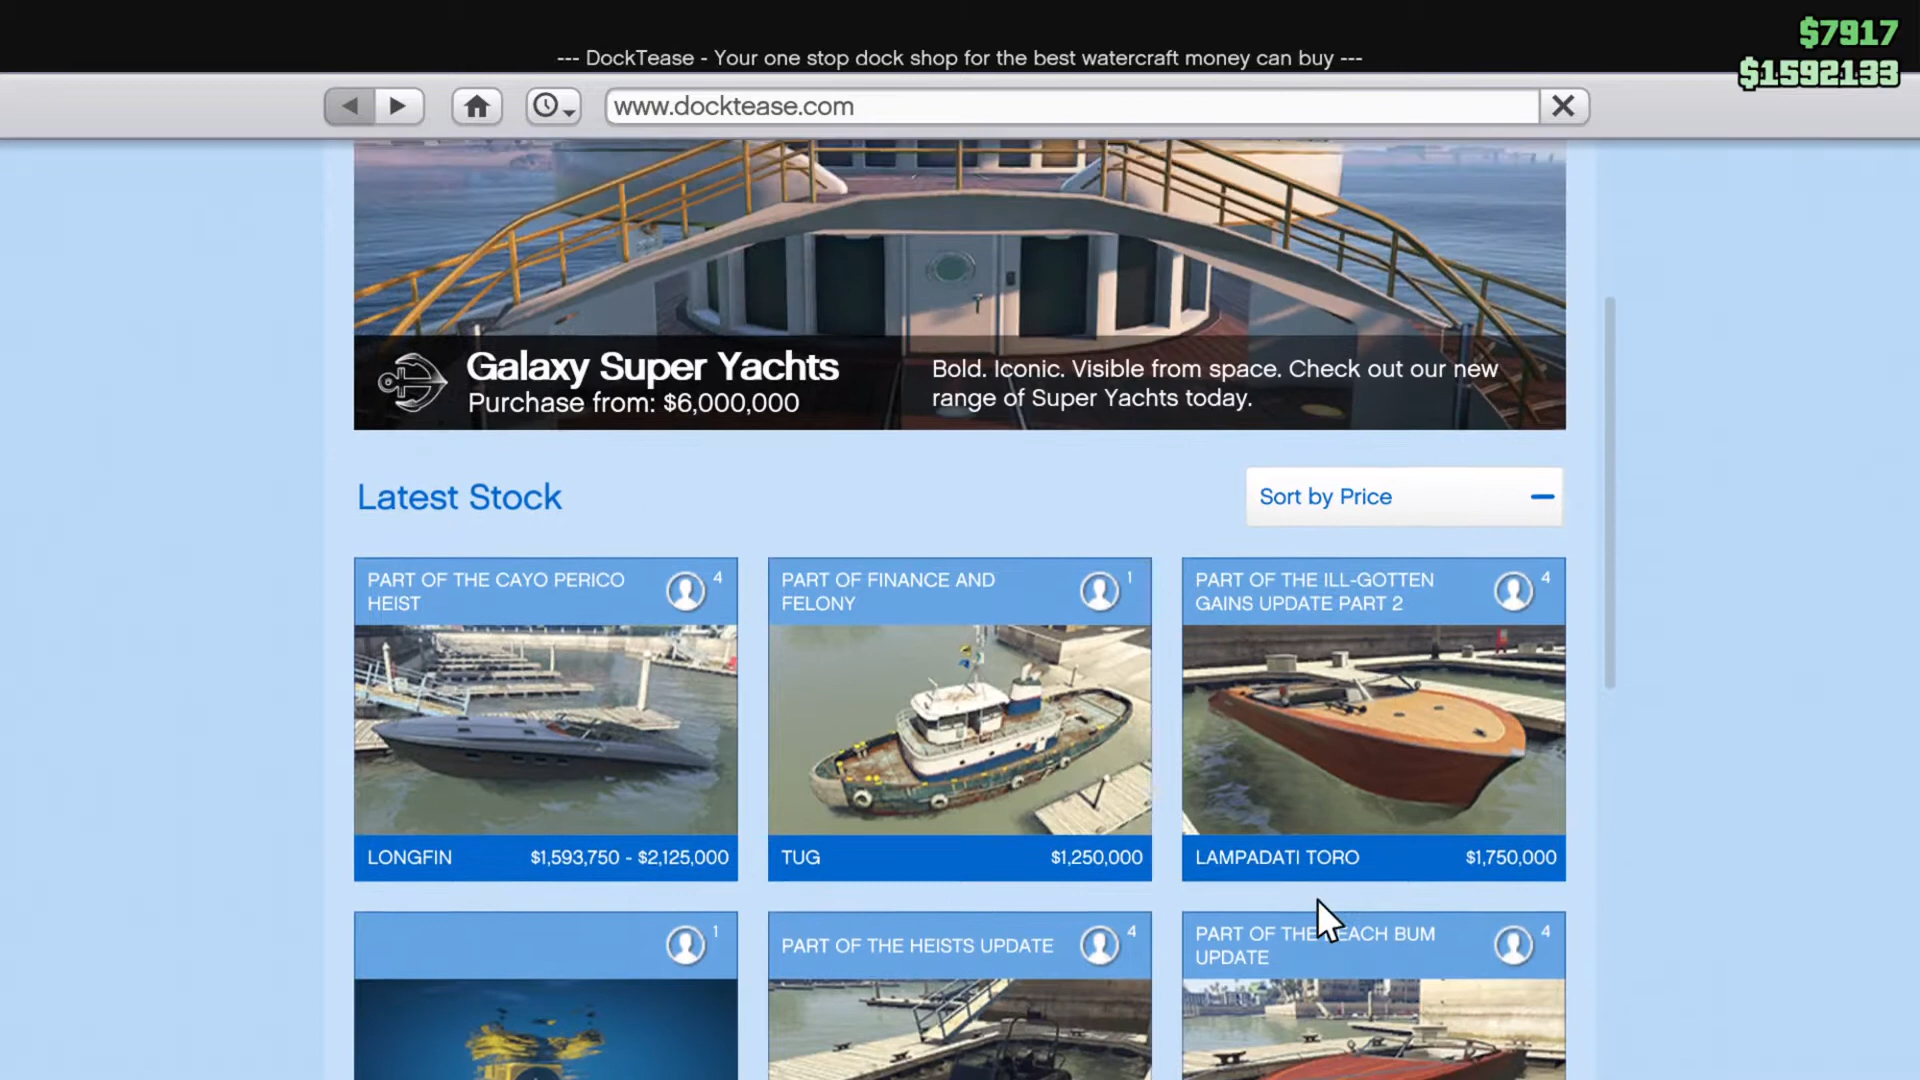 $7917
--- DockTease - Your one stop dock shop for the best watercraft money can buy ---
$1592133
www.docktease.com
Galaxy Super Yachts
Purchase from: $6,000,000
Bold. Iconic. Visible from space. Check out our new
range of Super Yachts today.
Latest Stock
Sort by Price
PART OF THE CAYO PERICO
HEIST
4
PART OF FINANCE AND
FELONY
1
PART OF THE ILL-GOTTEN
GAINS UPDATE PART 2
4
LONGFIN
$1,593,750 - $2,125,000
TUG
$1,250,000
LAMPADATI TORO
$1,750,000
1
PART OF THE HEISTS UPDATE
4
PART OF THE BEACH BUM
UPDATE
4